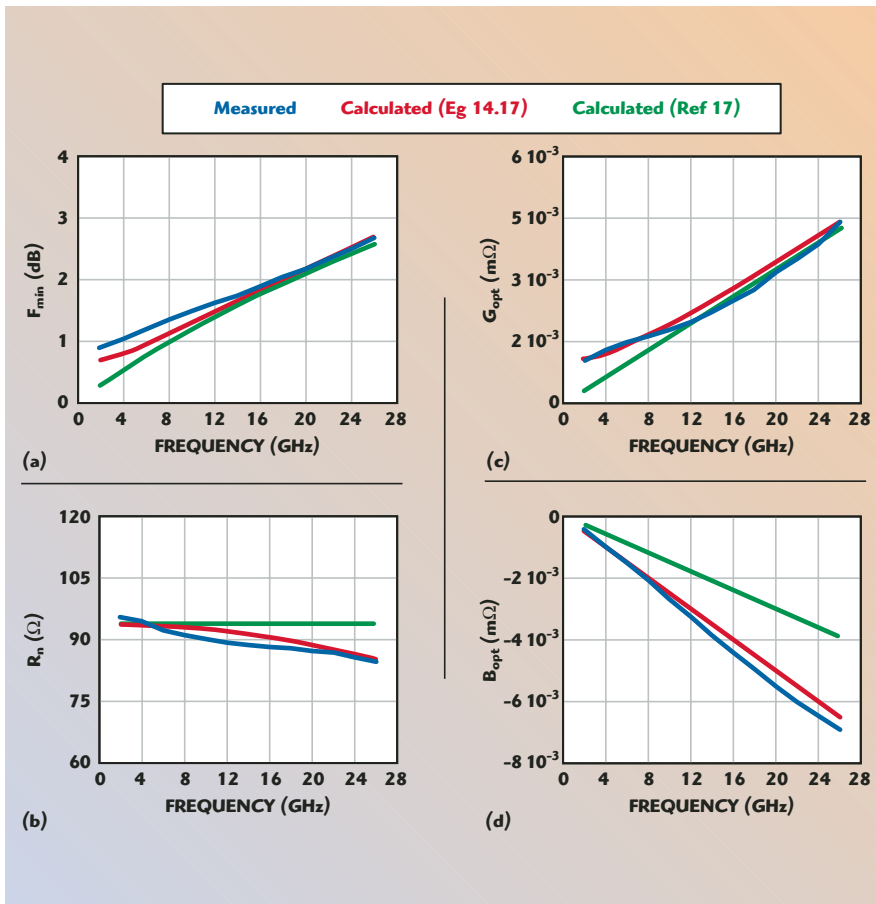 Measured Calculated (Eg 14.17) Calculated (Ref 17)
4
3
2
1
0
F_min (dB)
0 4 8 12 16 20 24 28
FREQUENCY (GHz)
(a)
6 10⁻³
5 10⁻³
3 10⁻³
2 10⁻³
0
G_opt (mΩ)
0 4 8 12 16 20 24 28
FREQUENCY (GHz)
(c)
120
105
90
75
60
R_n (Ω)
0 4 8 12 16 20 24 28
FREQUENCY (GHz)
(b)
0
-2 10⁻³
-4 10⁻³
-6 10⁻³
-8 10⁻³
B_opt (mΩ)
0 4 8 12 16 20 24 28
FREQUENCY (GHz)
(d)